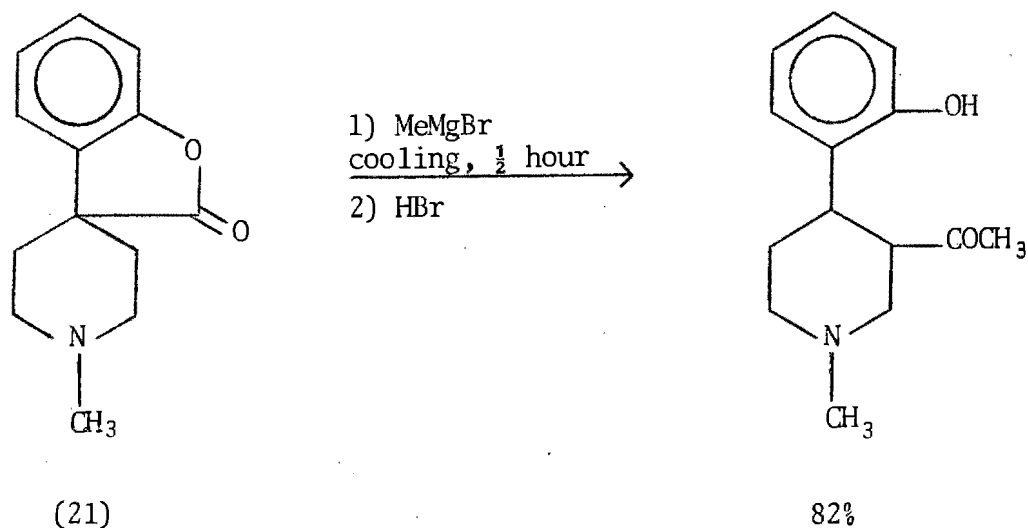 O
O
N
CH3
(21)
1) MeMgBr
cooling, ½ hour
2) HBr
OH
COCH3
N
CH3
82%